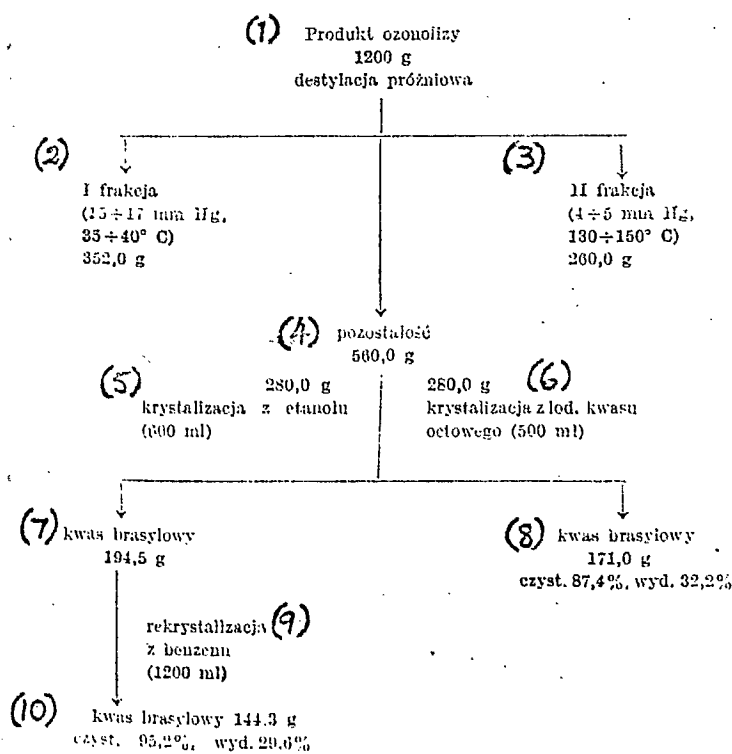 (1) Produkt ozonolizy
1200 g
destylacja próżniowa
(2)
I frakcja
(15÷17 mm Hg,
35÷40° C)
352,0 g
(3)
II frakcja
(4÷5 mm Hg,
130÷150° C)
260,0 g
(4) pozostałość
560,0 g
(5) 280,0 g
krystalizacja z etanolu
(600 ml)
280,0 g (6)
krystalizacja z lod. kwasu
octowego (500 ml)
(7) kwas brasylowy
194,5 g
(8) kwas brasylowy
171,0 g
czyst. 87,4%, wyd. 32,2%
rekrystalizacja (9)
z benzenu
(1200 ml)
(10) kwas brasylowy 144.3 g
czyst. 95,2%, wyd. 29,6%